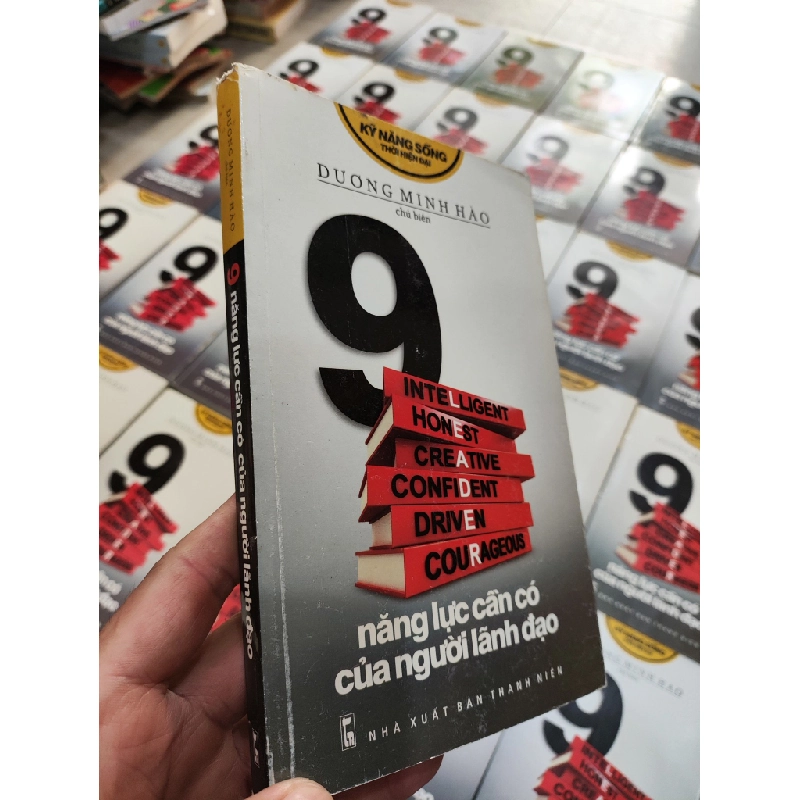 KỸ NĂNG SỐNG
THỜI HIỆN ĐẠI
DƯƠNG MINH HÀO
chủ biên
9
INTELLIGENT
HONEST
CREATIVE
CONFIDENT
DRIVEN
COURAGEOUS
năng lực cần có
của người lãnh đạo
NHÀ XUẤT BẢN THANH NIÊN
DƯƠNG MINH HÀO
9 năng lực cần có của người lãnh đạo